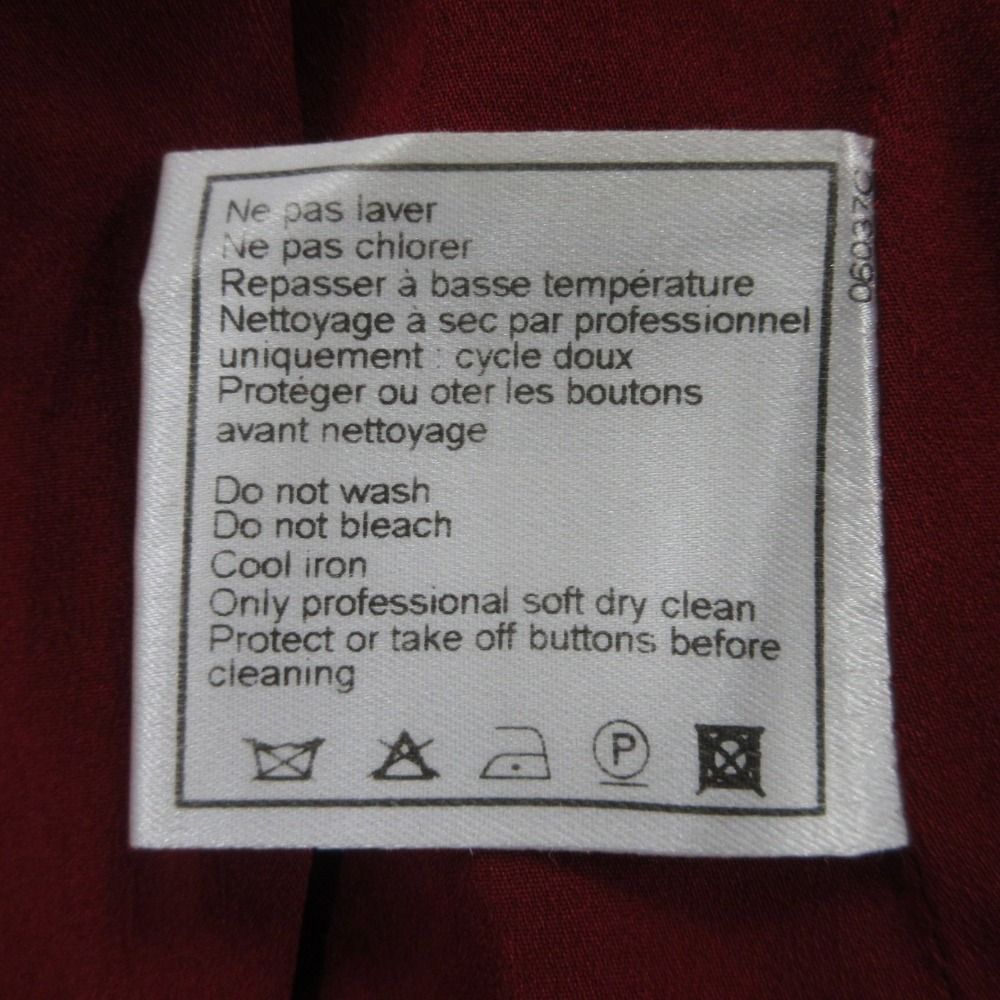 Ne pas laver
Ne pas chlorer
Repasser à basse température
Nettoyage à sec par professionnel
uniquement : cycle doux
Protéger ou oter les boutons
avant nettoyage
Do not wash
Do not bleach
Cool iron
Only professional soft dry clean
Protect or take off buttons before
cleaning
P